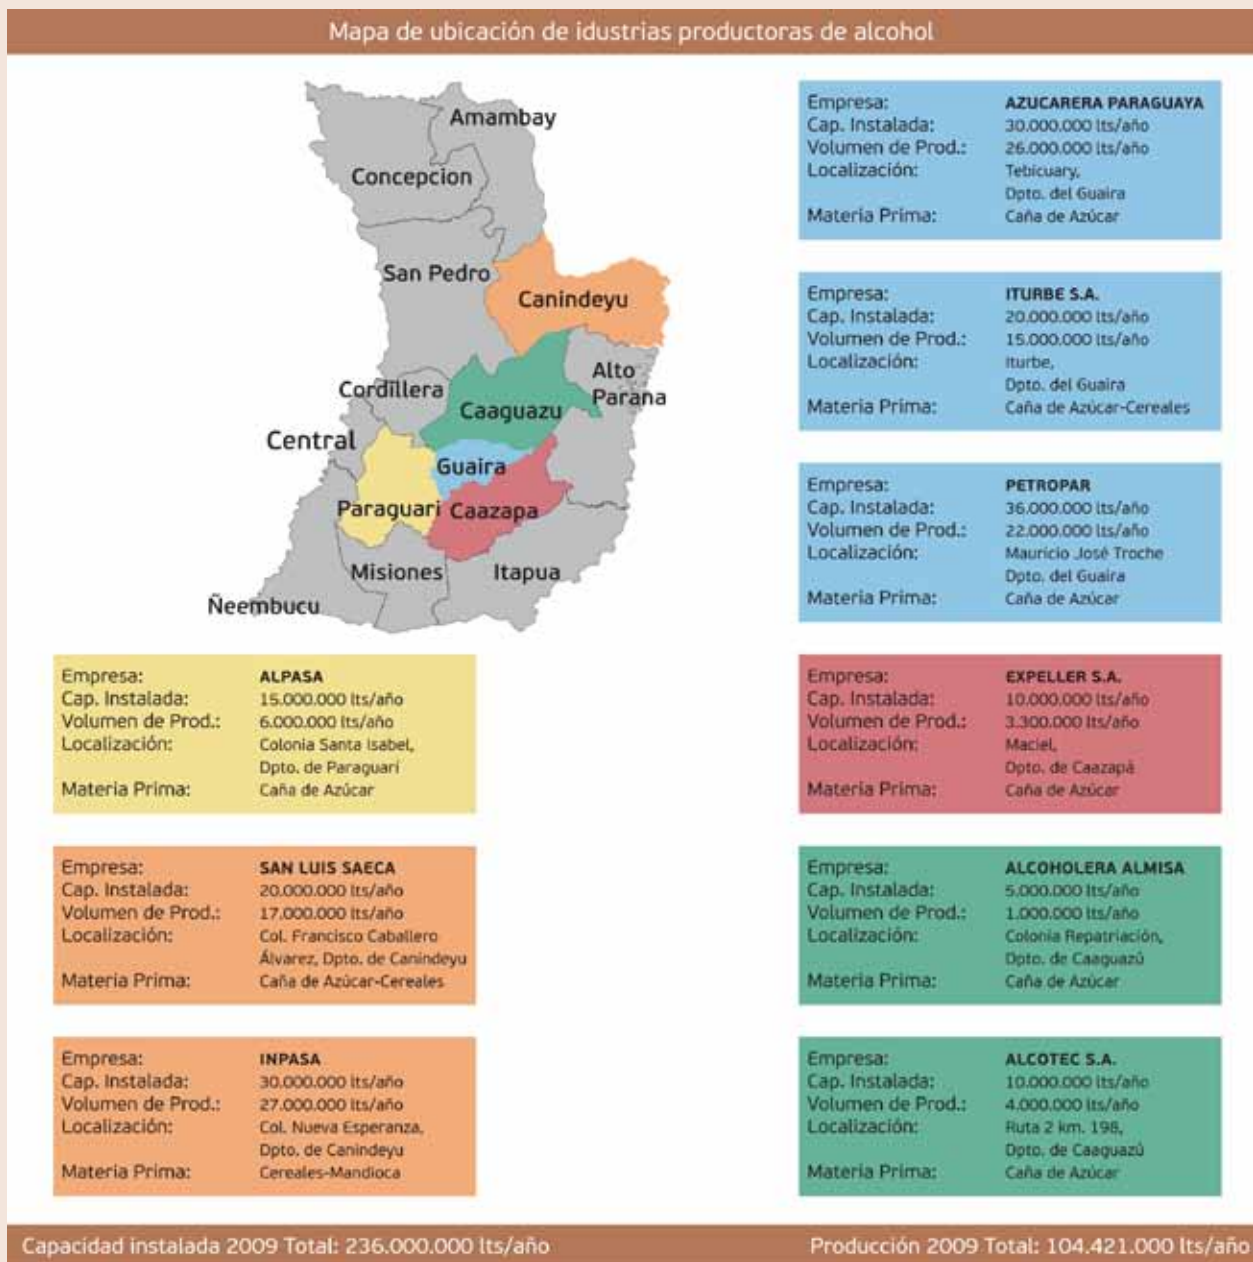 Mapa de ubicación de idustrias productoras de alcohol
Amambay
Concepcion
San Pedro
Canindeyu
Alto
Parana
Cordillera
Caaguazu
Central
Guaira
Paraguari
Caazapa
Misiones
Itapua
Ñeembucu
Empresa: AZUCARERA PARAGUAYA
Cap. Instalada: 30.000.000 lts/año
Volumen de Prod.: 26.000.000 lts/año
Localización: Tebicuary,
Dpto. del Guaira
Materia Prima: Caña de Azúcar
Empresa: ITURBE S.A.
Cap. Instalada: 20.000.000 lts/año
Volumen de Prod.: 15.000.000 lts/año
Localización: Iturbe,
Dpto. del Guaira
Materia Prima: Caña de Azúcar-Cereales
Empresa: PETROPAR
Cap. Instalada: 36.000.000 lts/año
Volumen de Prod.: 22.000.000 lts/año
Localización: Mauricio José Troche
Dpto. del Guaira
Materia Prima: Caña de Azúcar
Empresa: ALPASA
Cap. Instalada: 15.000.000 lts/año
Volumen de Prod.: 6.000.000 lts/año
Localización: Colonia Santa Isabel,
Dpto. de Paraguarí
Materia Prima: Caña de Azúcar
Empresa: EXPELLER S.A.
Cap. Instalada: 10.000.000 lts/año
Volumen de Prod.: 3.300.000 lts/año
Localización: Maciel,
Dpto. de Caazapá
Materia Prima: Caña de Azúcar
Empresa: SAN LUIS SAECA
Cap. Instalada: 20.000.000 lts/año
Volumen de Prod.: 17.000.000 lts/año
Localización: Col. Francisco Caballero
Álvarez, Dpto. de Canindeyu
Materia Prima: Caña de Azúcar-Cereales
Empresa: ALCOHOLERA ALMISA
Cap. Instalada: 5.000.000 lts/año
Volumen de Prod.: 1.000.000 lts/año
Localización: Colonia Repatriación,
Dpto. de Caaguazú
Materia Prima: Caña de Azúcar
Empresa: INPASA
Cap. Instalada: 30.000.000 lts/año
Volumen de Prod.: 27.000.000 lts/año
Localización: Col. Nueva Esperanza,
Dpto. de Canindeyu
Materia Prima: Cereales-Mandioca
Empresa: ALCOTEC S.A.
Cap. Instalada: 10.000.000 lts/año
Volumen de Prod.: 4.000.000 lts/año
Localización: Ruta 2 km. 198,
Dpto. de Caaguazú
Materia Prima: Caña de Azúcar
Capacidad instalada 2009 Total: 236.000.000 lts/año
Producción 2009 Total: 104.421.000 lts/año